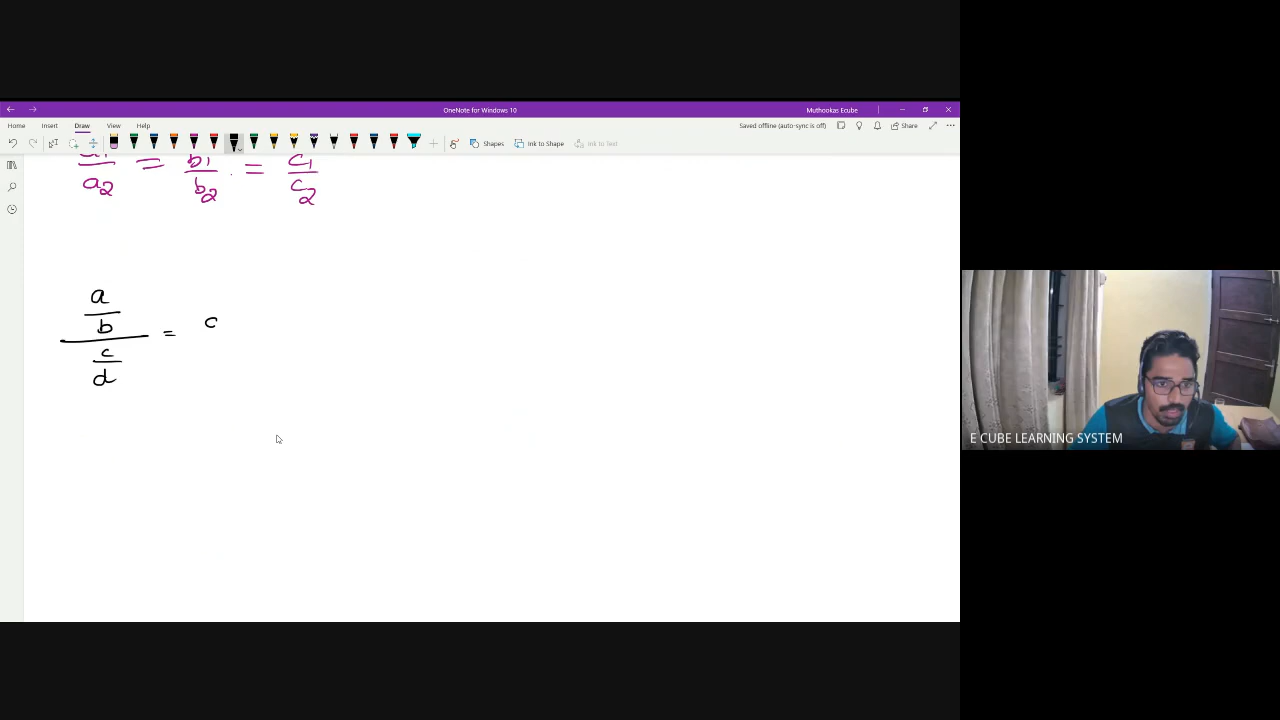 OneNote for Windows 10
Muthookas Ecube
Home Insert Draw View Help
Saved offline (auto-sync is off) Share
Shapes Ink to Shape Ink to Text
a1/a2 = b1/b2 . = c1/c2
a
b
=
c
c
d
E CUBE LEARNING SYSTEM